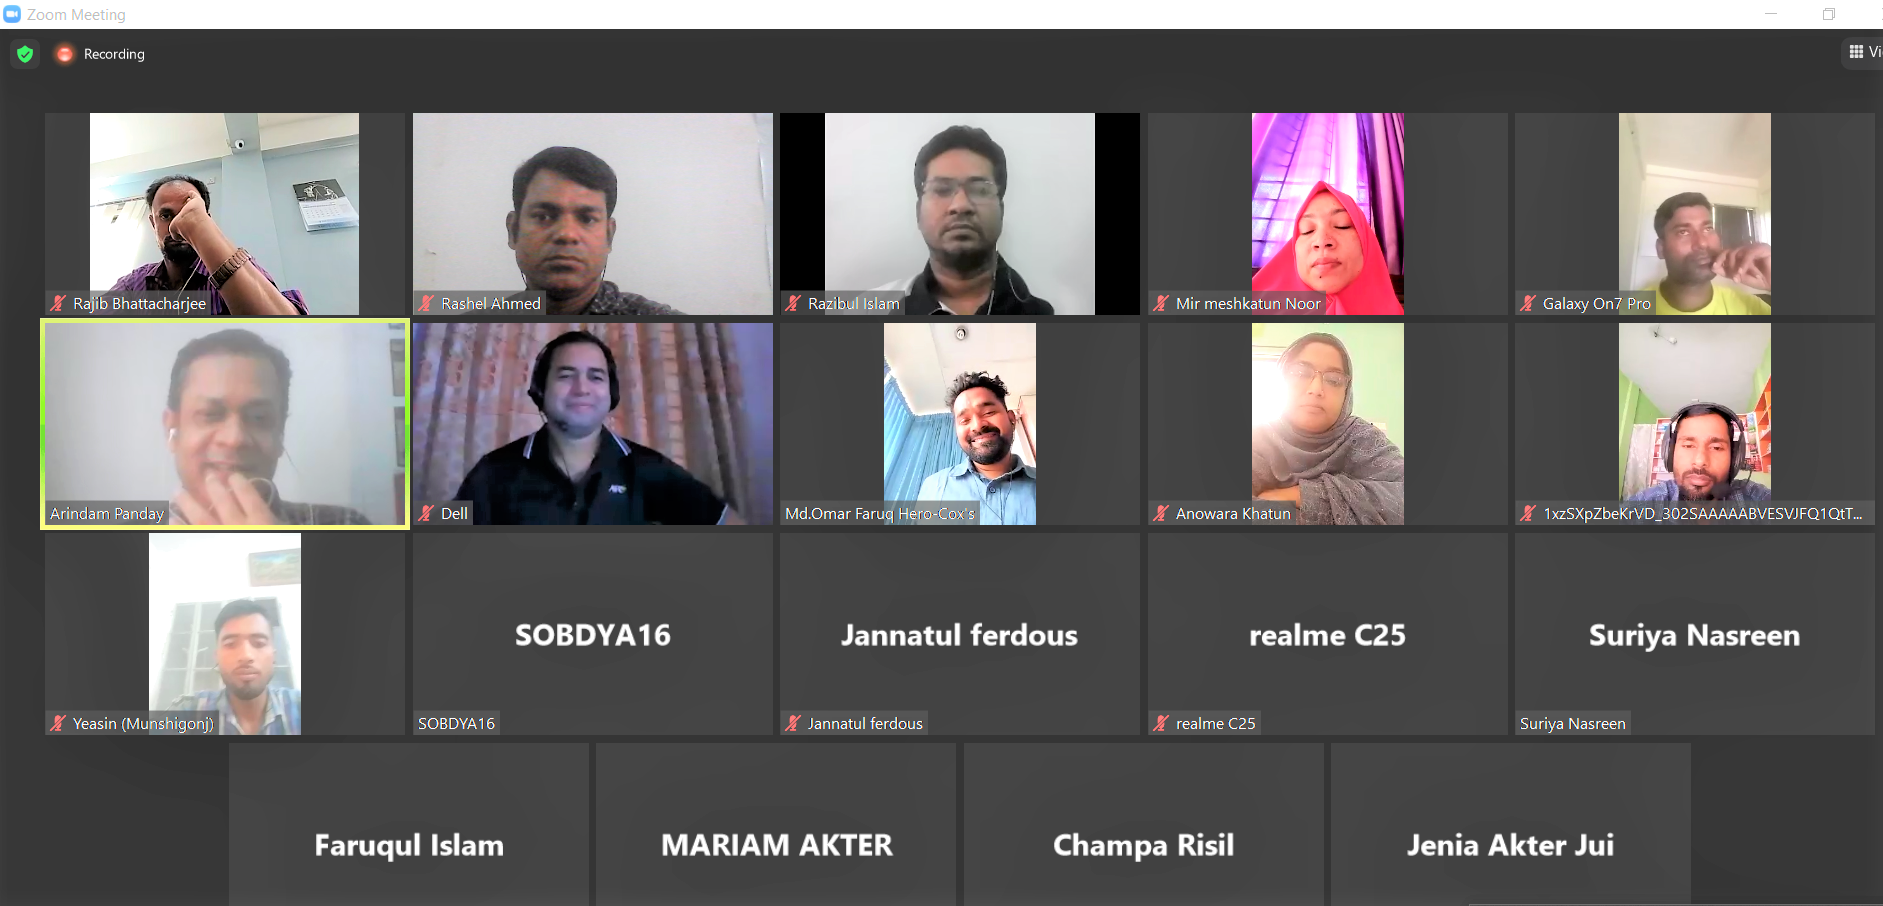 Zoom Meeting
Recording
Rajib Bhattacharjee
Rashel Ahmed
Razibul Islam
Mir meshkatun Noor
Galaxy On7 Pro
Arindam Panday
Dell
Md.Omar Faruq Hero-Cox's
Anowara Khatun
1xzSXpZbeKrVD_302SAAAAABVESVJFQ1QtT...
Yeasin (Munshigonj)
SOBDYA16
SOBDYA16
Jannatul ferdous
Jannatul ferdous
realme C25
realme C25
Suriya Nasreen
Suriya Nasreen
Faruqul Islam
MARIAM AKTER
Champa Risil
Jenia Akter Jui